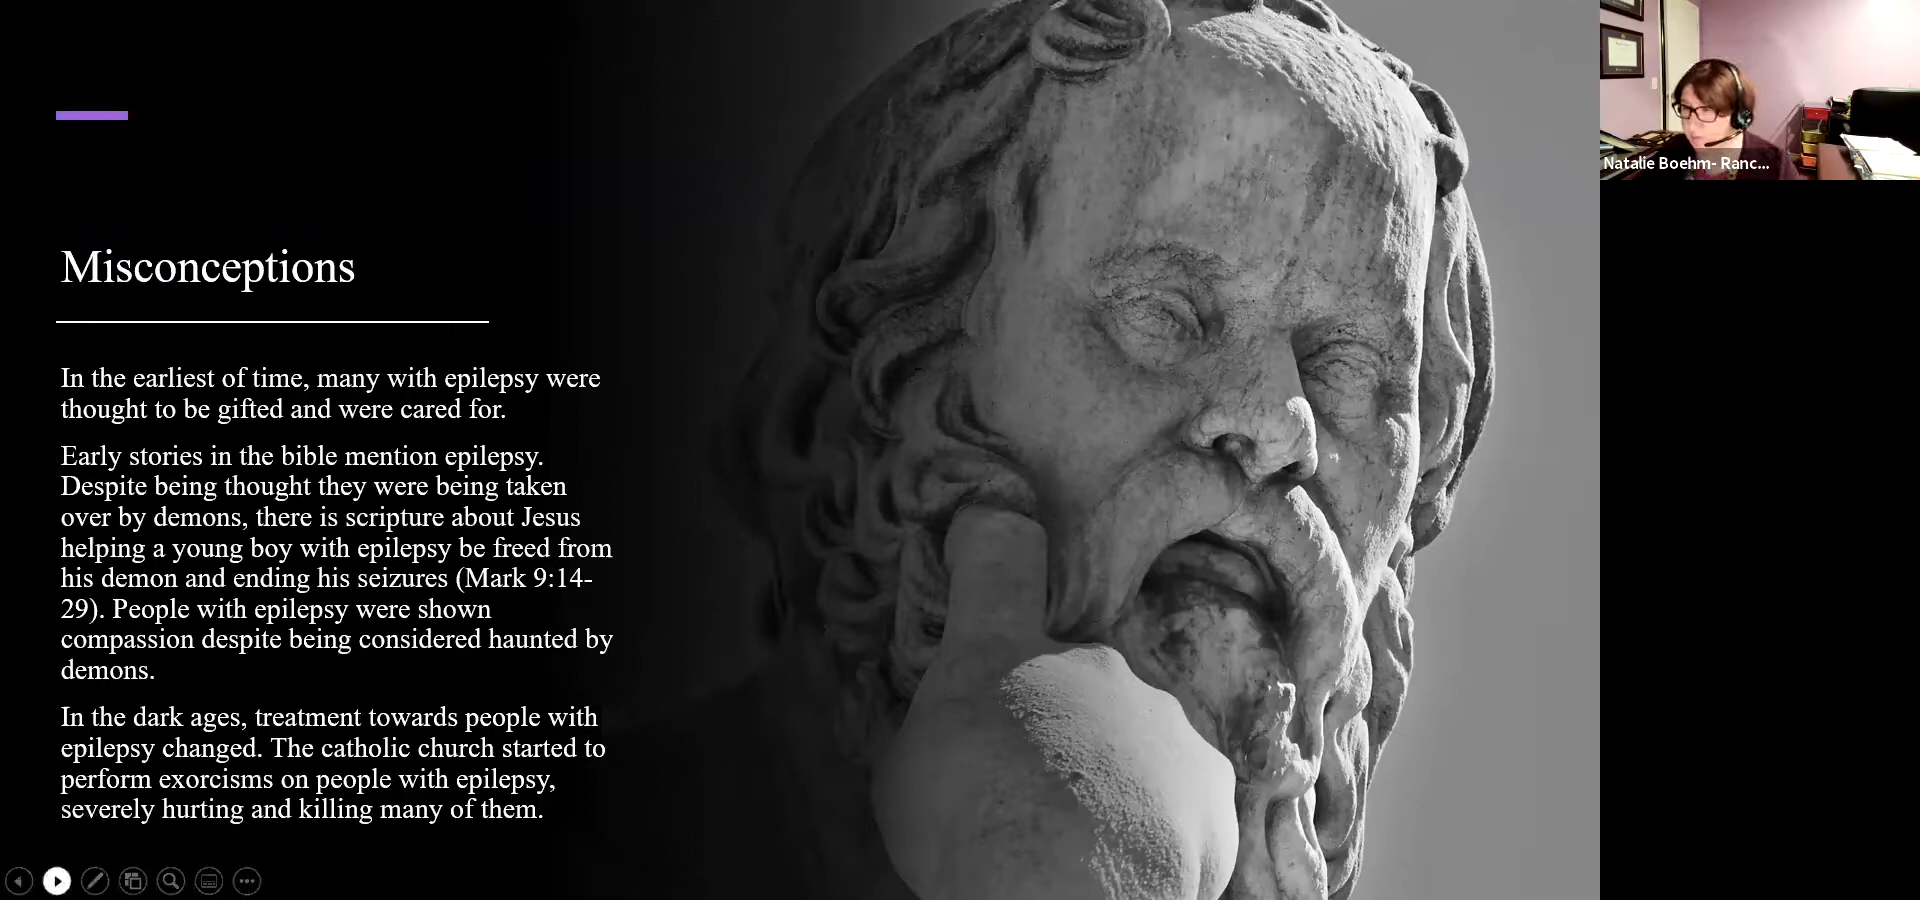 Misconceptions
In the earliest of time, many with epilepsy were
thought to be gifted and were cared for.
Early stories in the bible mention epilepsy.
Despite being thought they were being taken
over by demons, there is scripture about Jesus
helping a young boy with epilepsy be freed from
his demon and ending his seizures (Mark 9:14-
29). People with epilepsy were shown
compassion despite being considered haunted by
demons.
In the dark ages, treatment towards people with
epilepsy changed. The catholic church started to
perform exorcisms on people with epilepsy,
severely hurting and killing many of them.
Natalie Boehm- Ranc...